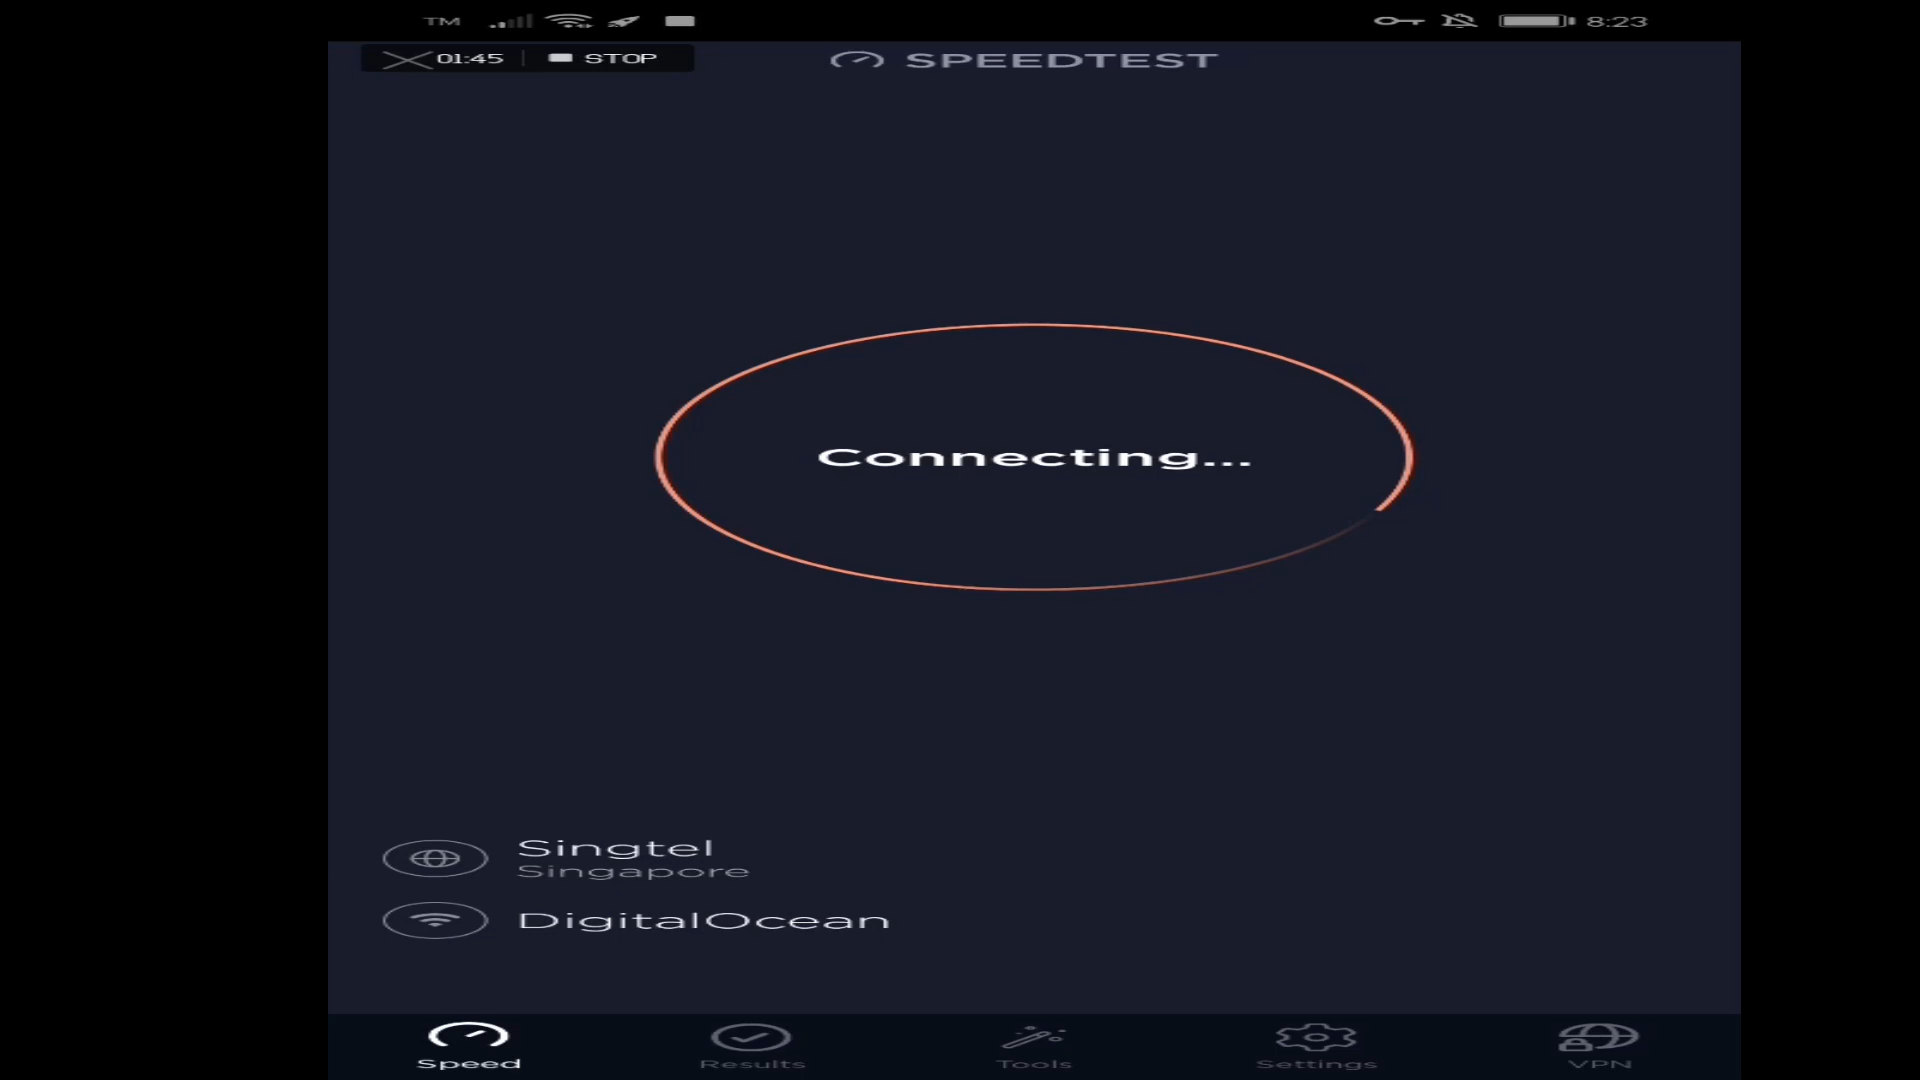 TM
8:23
01:45
STOP
SPEEDTEST
Connecting...
Singtel
Singapore
DigitalOcean
Speed
Results
Tools
Settings
VPN